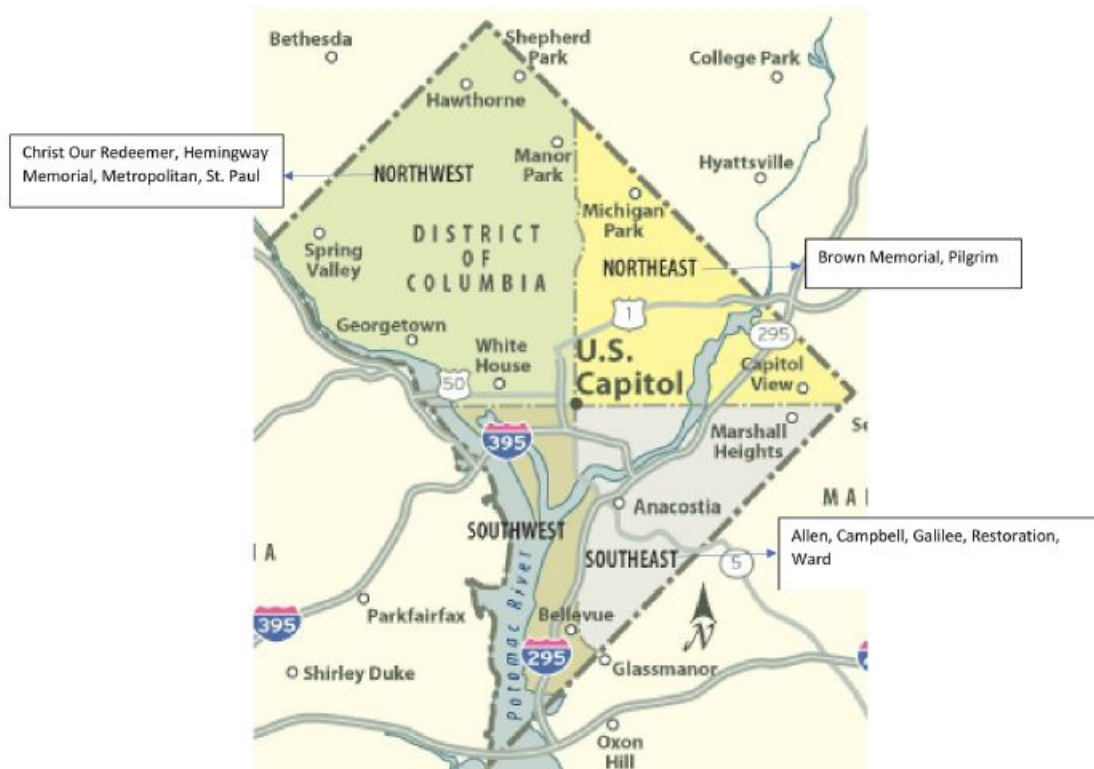 Bethesda
Shepherd
Park
College Park
Hawthorne
Christ Our Redeemer, Hemingway
Memorial, Metropolitan, St. Paul
NORTHWEST
Manor
Park
Hyattsville
Michigan
Park
Spring
Valley
DISTRICT
OF
COLUMBIA
NORTHEAST
Brown Memorial, Pilgrim
1
295
Georgetown
White
House
U.S.
Capitol
Capitol
View
50
395
Marshall
Heights
Se
MA
Anacostia
SOUTHWEST
SOUTHEAST
Allen, Campbell, Galilee, Restoration,
Ward
5
IA
Potomac River
Parkfairfax
395
Bellevue
N
295
Glassmanor
Shirley Duke
Oxon
Hill